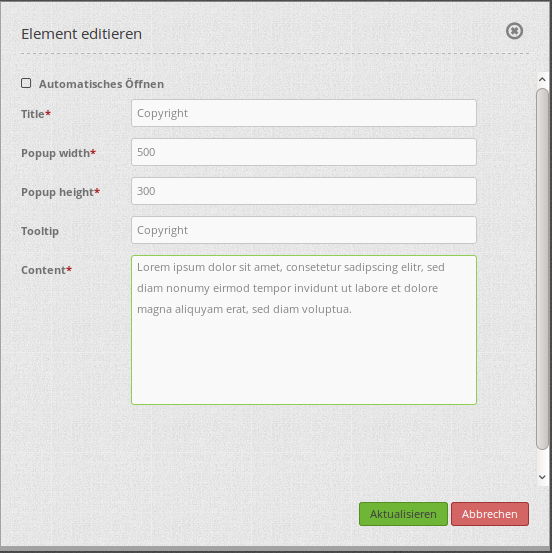 Element editieren
Automatisches Öffnen
Title*
Copyright
Popup width*
500
Popup height*
300
Tooltip
Copyright
Content*
Lorem ipsum dolor sit amet, consetetur sadipscing elitr, sed
diam nonumy eirmod tempor invidunt ut labore et dolore
magna aliquyam erat, sed diam voluptua.
Aktualisieren
Abbrechen